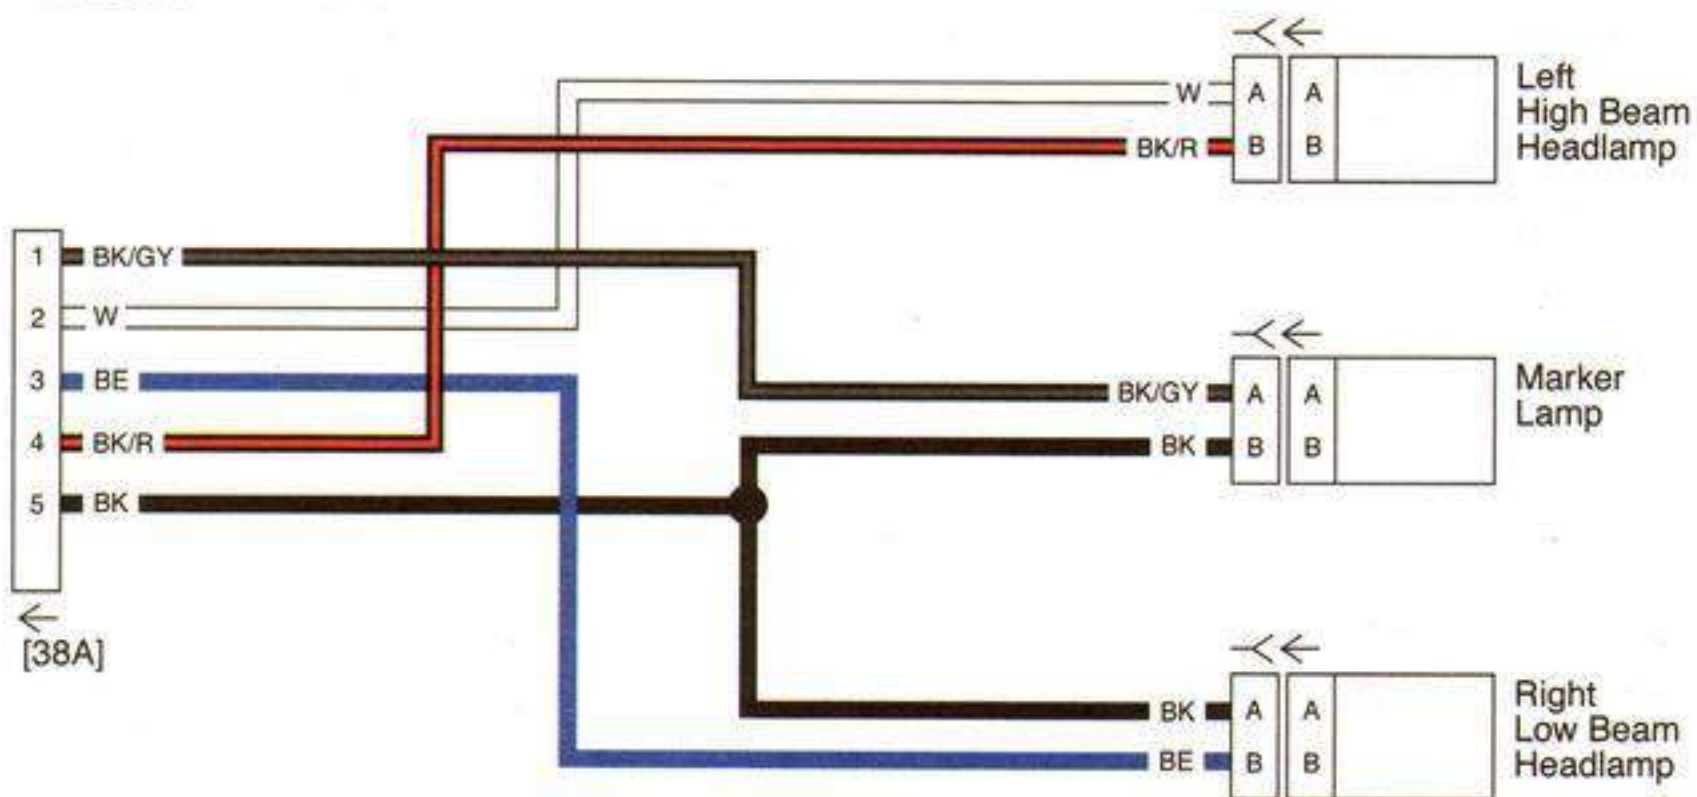 W
A
A
Left
High Beam
Headlamp
BK/R
B
B
1
BK/GY
2
W
3
BE
4
BK/R
5
BK
[38A]
BK/GY
A
A
Marker
Lamp
BK
B
B
BK
A
A
Right
Low Beam
Headlamp
BE
B
B